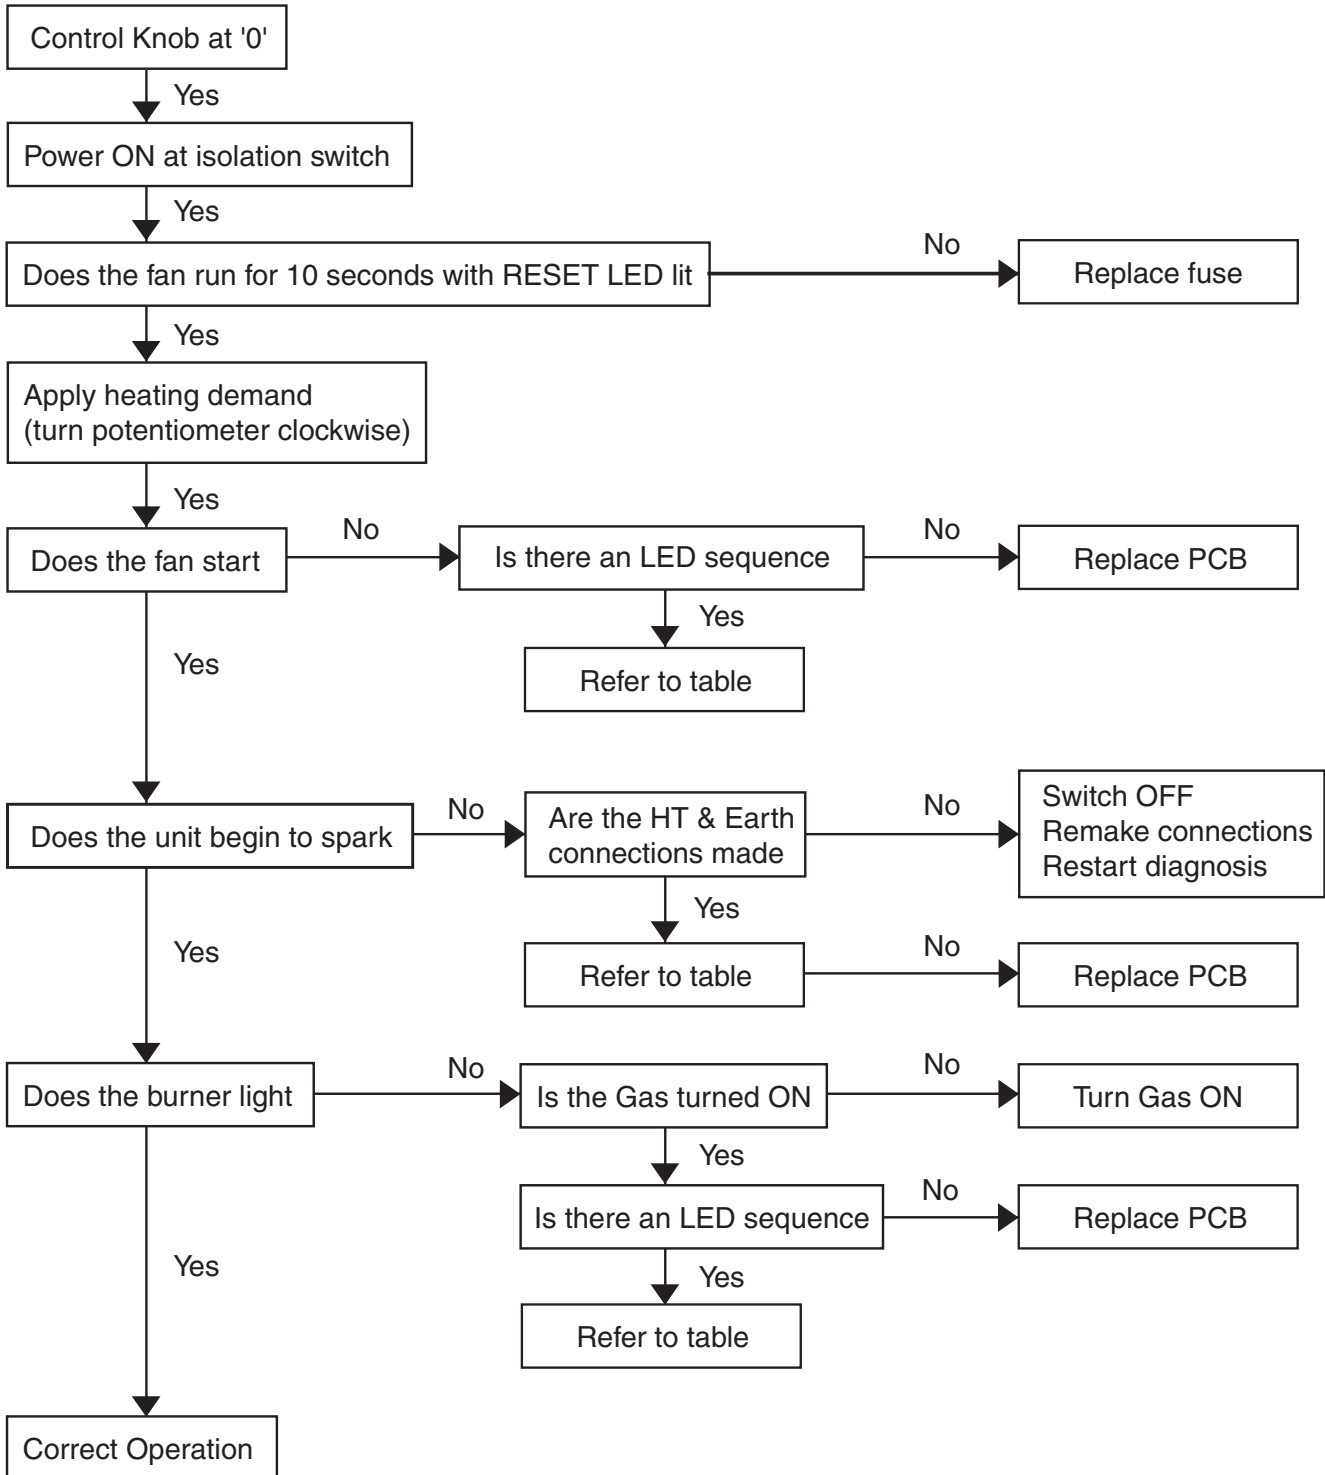 Control Knob at '0'
Yes
Power ON at isolation switch
Yes
Does the fan run for 10 seconds with RESET LED lit
No
Replace fuse
Yes
Apply heating demand
(turn potentiometer clockwise)
Yes
Does the fan start
No
Is there an LED sequence
No
Replace PCB
Yes
Refer to table
Yes
Does the unit begin to spark
No
Are the HT & Earth
connections made
No
Switch OFF
Remake connections
Restart diagnosis
Yes
Refer to table
No
Replace PCB
Yes
Does the burner light
No
Is the Gas turned ON
No
Turn Gas ON
Yes
Is there an LED sequence
No
Replace PCB
Yes
Refer to table
Yes
Correct Operation